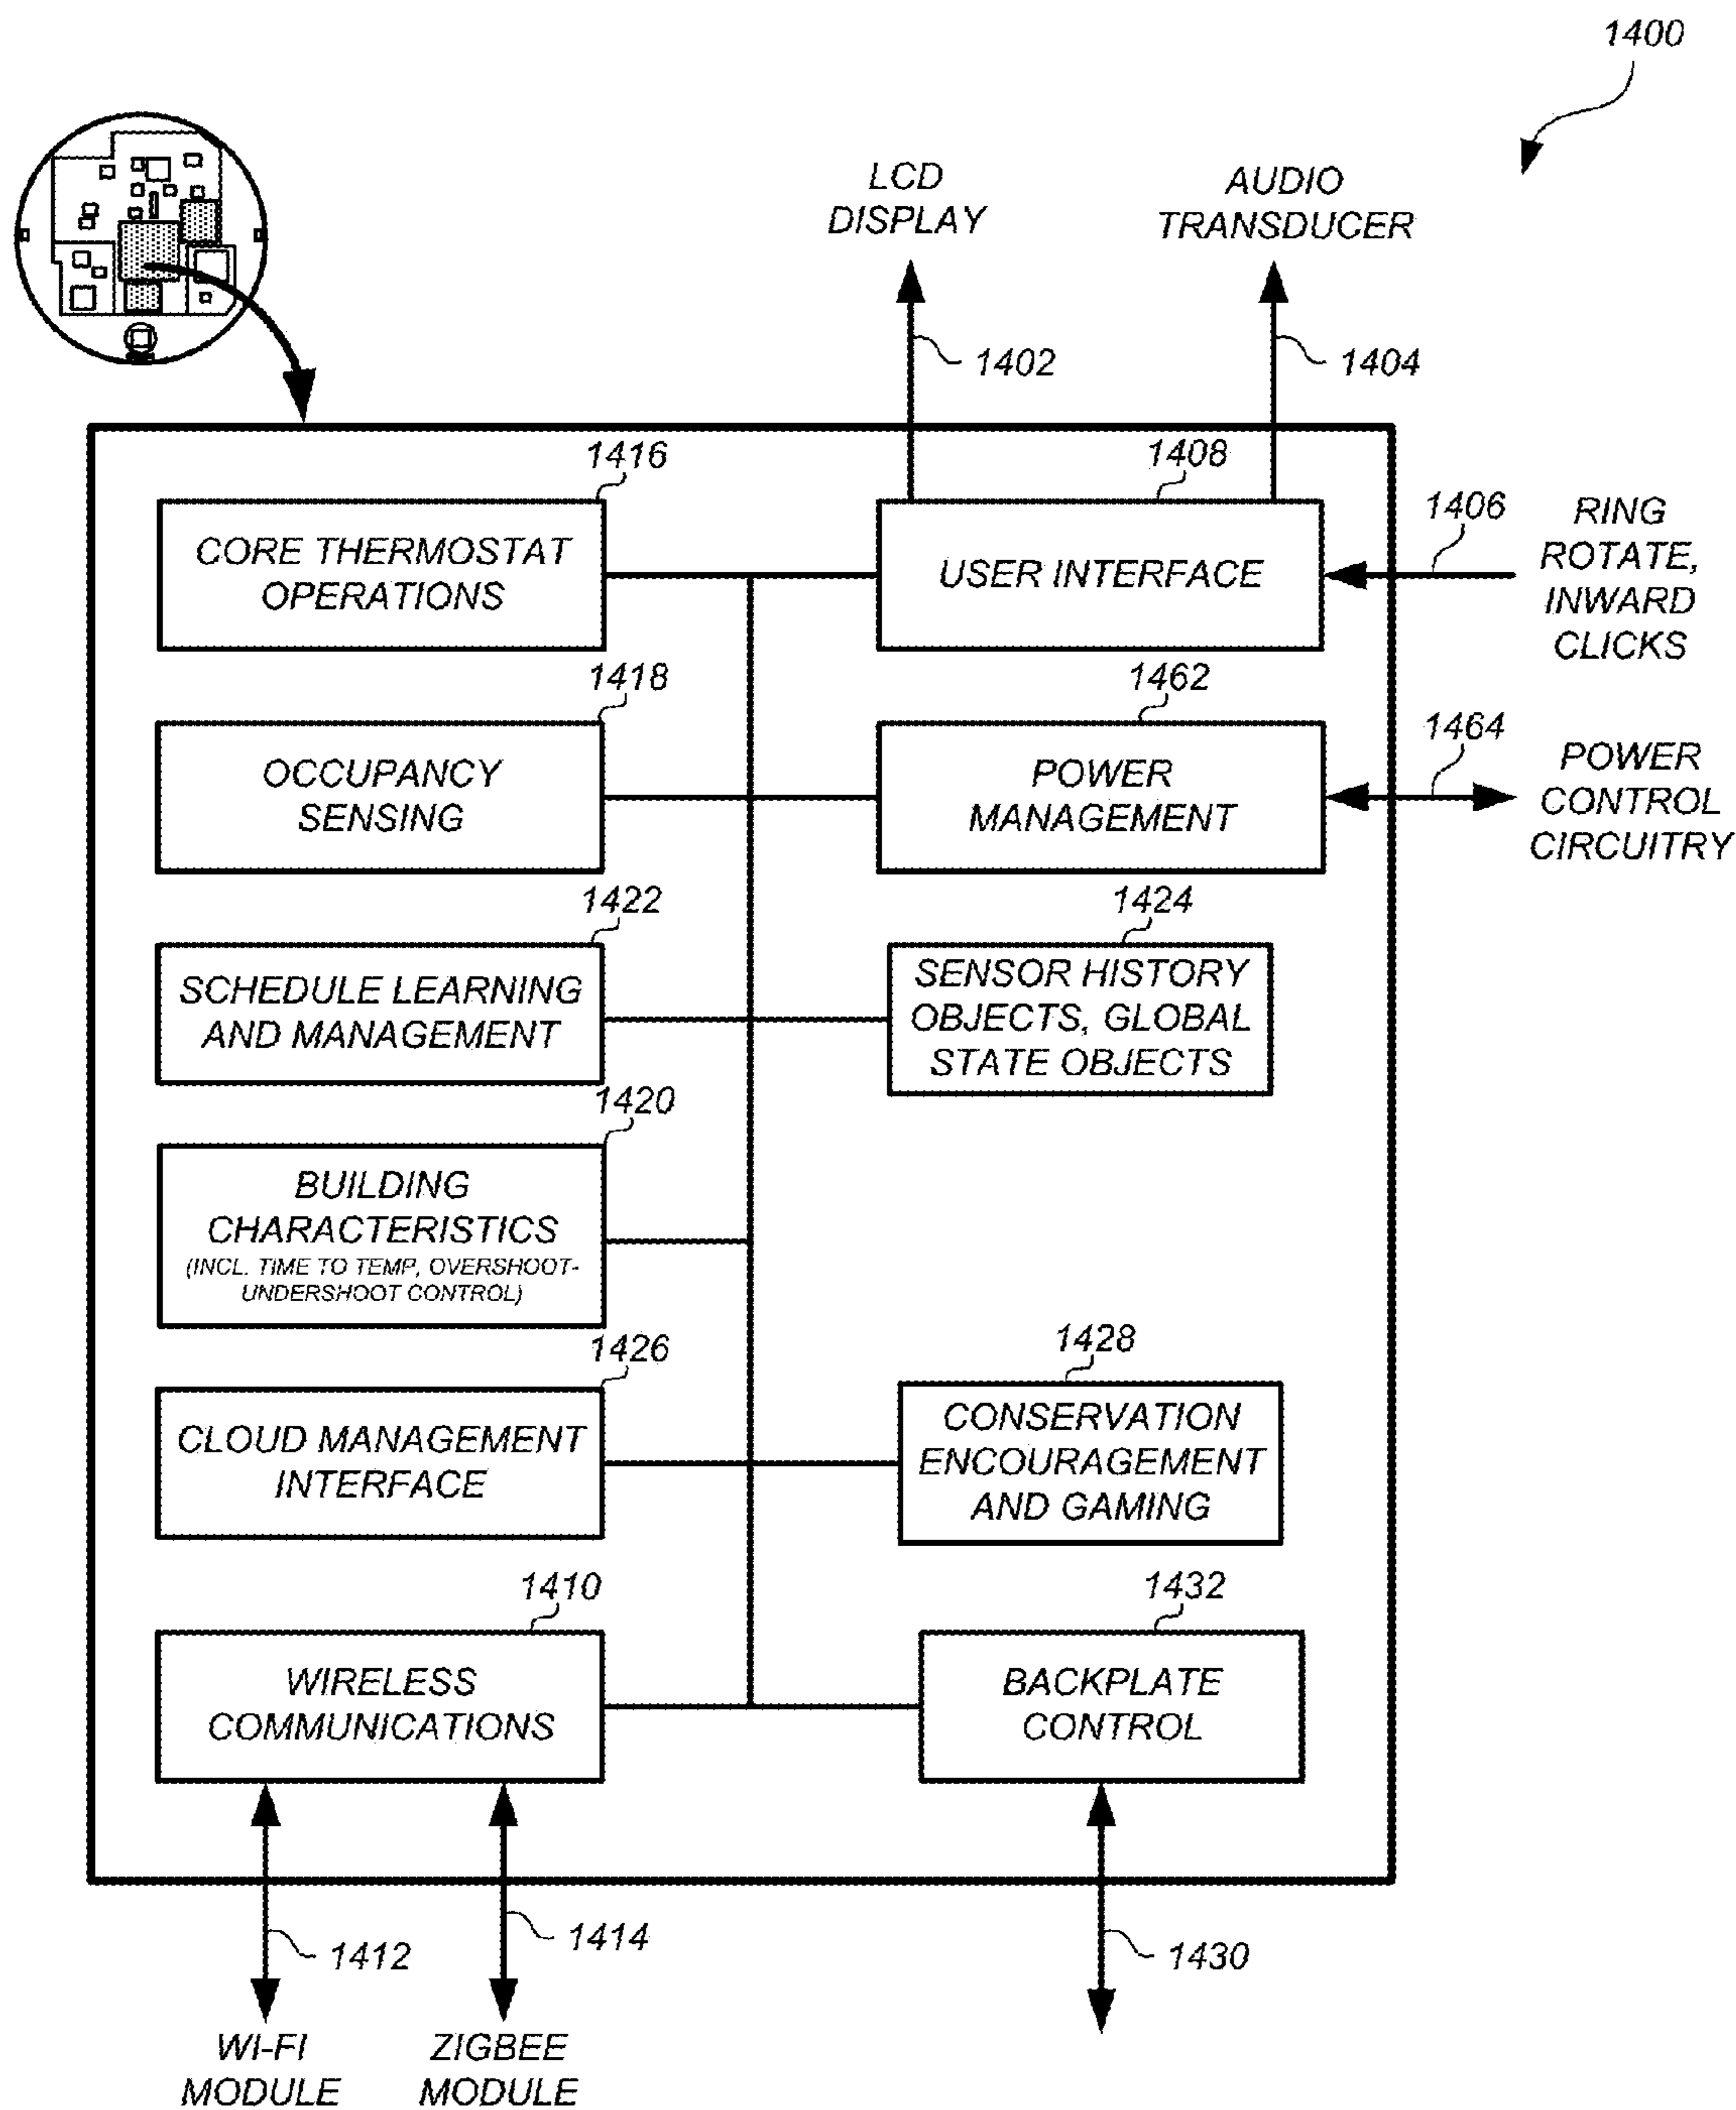 1400
LCD
DISPLAY
AUDIO
TRANSDUCER
1402
1404
1416
CORE THERMOSTAT
OPERATIONS
1408
USER INTERFACE
1406
RING
ROTATE,
INWARD
CLICKS
1418
OCCUPANCY
SENSING
1462
POWER
MANAGEMENT
1464
POWER
CONTROL
CIRCUITRY
1422
SCHEDULE LEARNING
AND MANAGEMENT
1424
SENSOR HISTORY
OBJECTS, GLOBAL
STATE OBJECTS
1420
BUILDING
CHARACTERISTICS
(INCL. TIME TO TEMP, OVERSHOOT-
UNDERSHOOT CONTROL)
1426
CLOUD MANAGEMENT
INTERFACE
1428
CONSERVATION
ENCOURAGEMENT
AND GAMING
1410
WIRELESS
COMMUNICATIONS
1432
BACKPLATE
CONTROL
1412
1414
1430
WI-FI
MODULE
ZIGBEE
MODULE